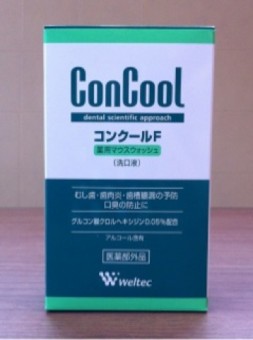 ConCool
dental scientific approach
コンクールF
薬用マウスウォッシュ
(洗口液)
むし歯・歯肉炎・歯槽膿漏の予防
口臭の防止に
グルコン酸クロルヘキシジン0.05%配合
アルコール含有
医薬部外品
Weltec